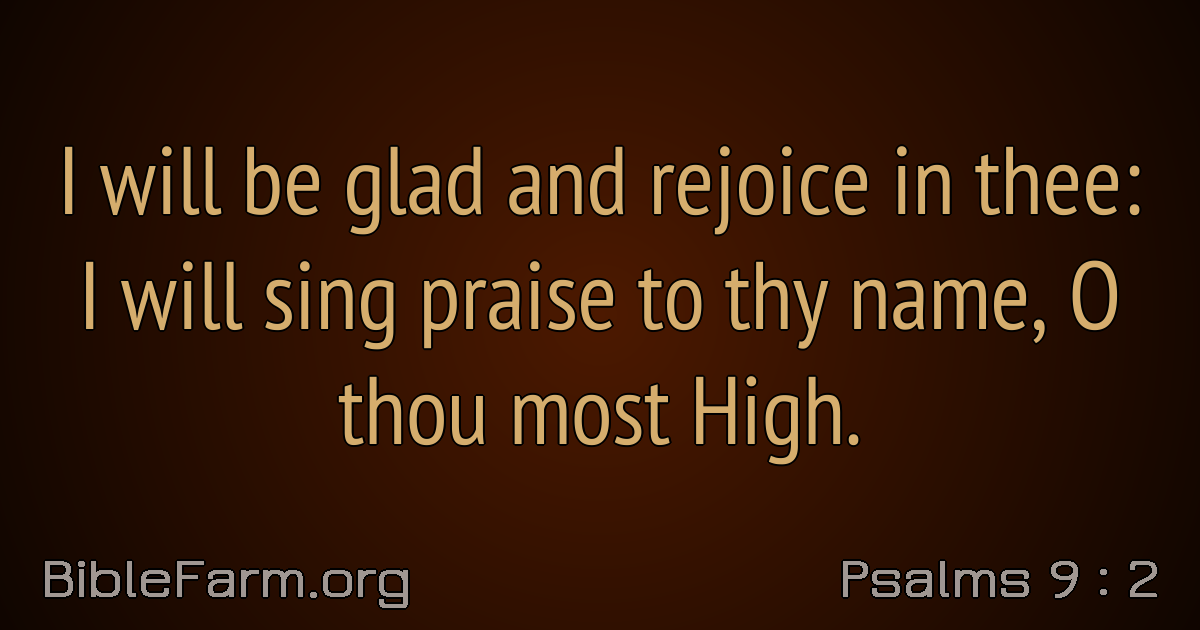 I will be glad and rejoice in thee:
I will sing praise to thy name, O
thou most High.
BibleFarm.org
Psalms 9 : 2